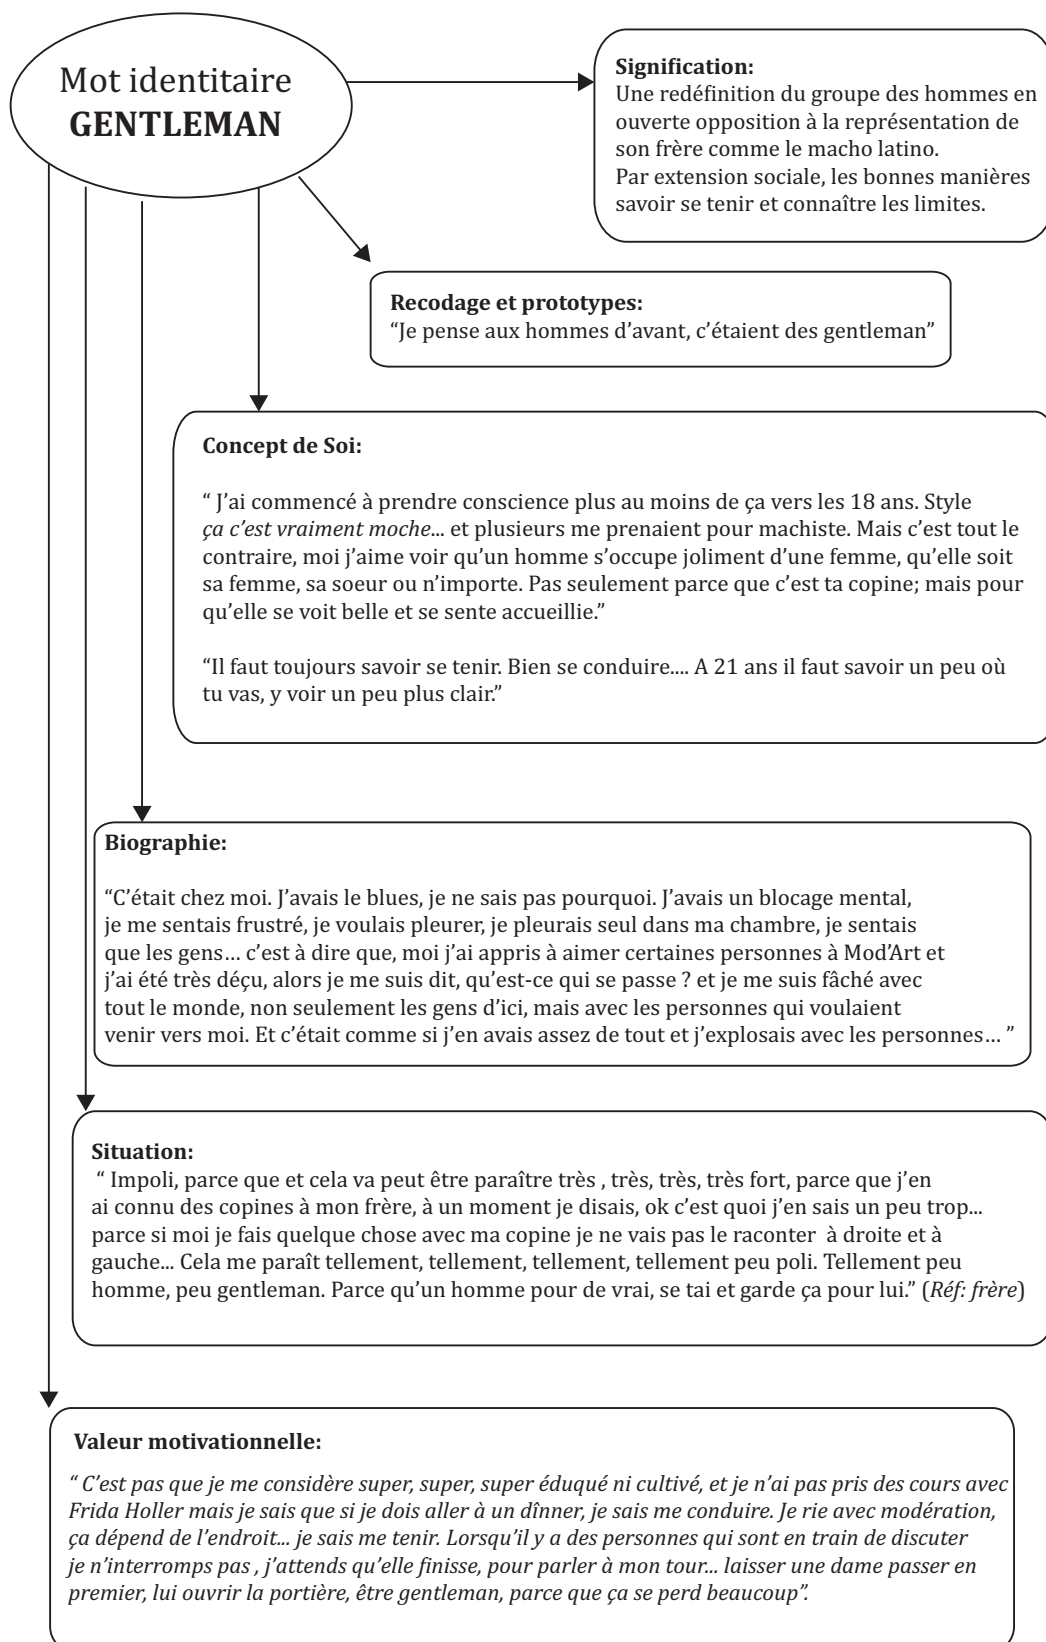 Mot identitaire
GENTLEMAN
Signification:
Une redéfinition du groupe des hommes en
ouverte opposition à la représentation de
son frère comme le macho latino.
Par extension sociale, les bonnes manières
savoir se tenir et connaître les limites.
Recodage et prototypes:
“Je pense aux hommes d'avant, c'étaient des gentleman”
Concept de Soi:
“ J'ai commencé à prendre conscience plus au moins de ça vers les 18 ans. Style
ça c'est vraiment moche... et plusieurs me prenaient pour machiste. Mais c'est tout le
contraire, moi j'aime voir qu'un homme s'occupe joliment d'une femme, qu'elle soit
sa femme, sa soeur ou n'importe. Pas seulement parce que c'est ta copine; mais pour
qu'elle se voit belle et se sente accueillie.”
“Il faut toujours savoir se tenir. Bien se conduire.... A 21 ans il faut savoir un peu où
tu vas, y voir un peu plus clair.”
Biographie:
“C'était chez moi. J'avais le blues, je ne sais pas pourquoi. J'avais un blocage mental,
je me sentais frustré, je voulais pleurer, je pleurais seul dans ma chambre, je sentais
que les gens… c'est à dire que, moi j'ai appris à aimer certaines personnes à Mod'Art et
j'ai été très déçu, alors je me suis dit, qu'est-ce qui se passe ? et je me suis fâché avec
tout le monde, non seulement les gens d'ici, mais avec les personnes qui voulaient
venir vers moi. Et c'était comme si j'en avais assez de tout et j'explosais avec les personnes… ”
Situation:
“ Impoli, parce que et cela va peut être paraître très , très, très, très fort, parce que j'en
ai connu des copines à mon frère, à un moment je disais, ok c'est quoi j'en sais un peu trop...
parce si moi je fais quelque chose avec ma copine je ne vais pas le raconter à droite et à
gauche... Cela me paraît tellement, tellement, tellement, tellement peu poli. Tellement peu
homme, peu gentleman. Parce qu'un homme pour de vrai, se tai et garde ça pour lui.” (Réf: frère)
Valeur motivationnelle:
“ C'est pas que je me considère super, super, super éduqué ni cultivé, et je n'ai pas pris des cours avec
Frida Holler mais je sais que si je dois aller à un dînner, je sais me conduire. Je rie avec modération,
ça dépend de l'endroit... je sais me tenir. Lorsqu'il y a des personnes qui sont en train de discuter
je n'interromps pas , j'attends qu'elle finisse, pour parler à mon tour... laisser une dame passer en
premier, lui ouvrir la portière, être gentleman, parce que ça se perd beaucoup”.